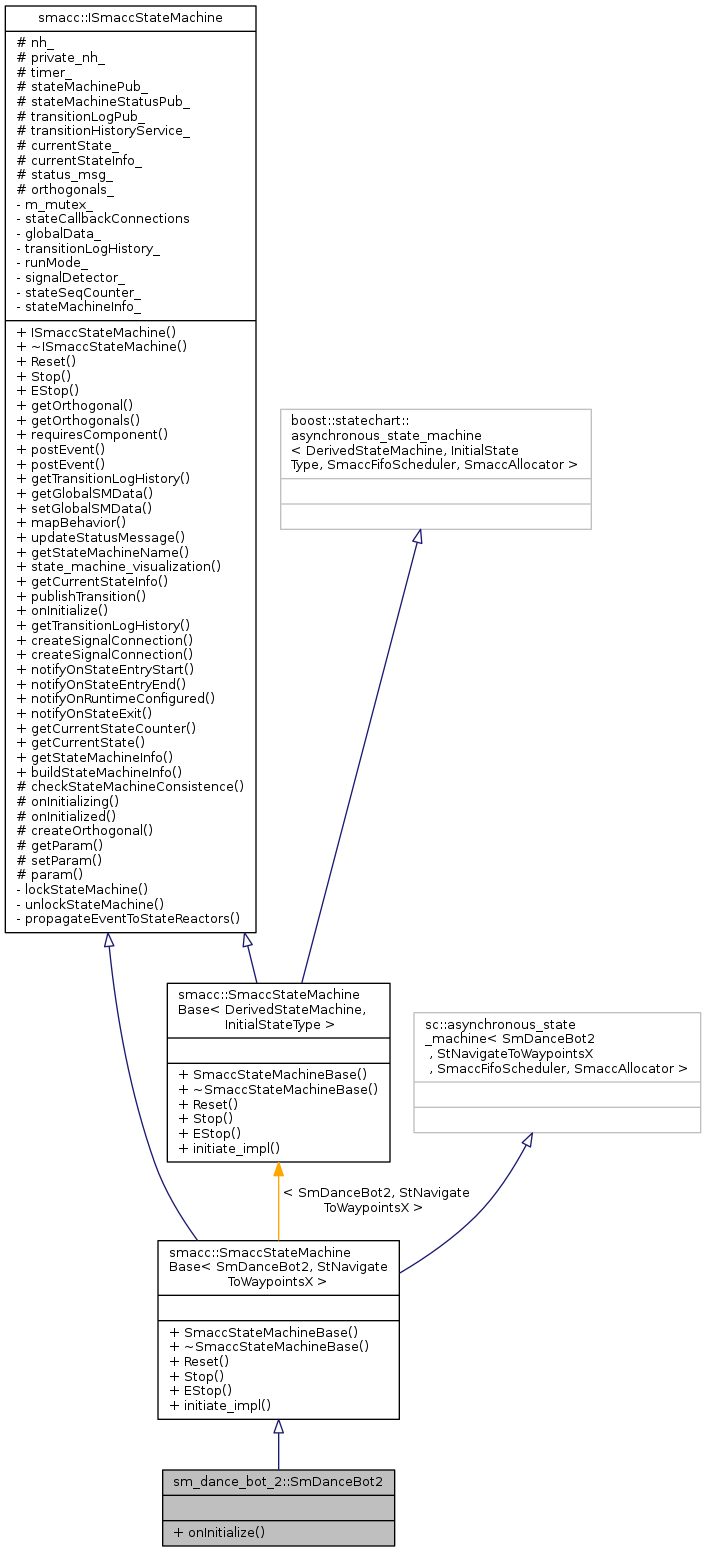 smacc::ISmaccStateMachine
# nh_
# private_nh_
# timer_
# stateMachinePub_
# stateMachineStatusPub_
# transitionLogPub_
# transitionHistoryService_
# currentState_
# currentStateInfo_
# status_msg_
# orthogonals_
- m_mutex_
- stateCallbackConnections
- globalData_
- transitionLogHistory_
- runMode_
- signalDetector_
- stateSeqCounter_
- stateMachineInfo_
+ ISmaccStateMachine()
+ ~ISmaccStateMachine()
+ Reset()
+ Stop()
+ EStop()
+ getOrthogonal()
+ getOrthogonals()
+ requiresComponent()
+ postEvent()
+ postEvent()
+ getTransitionLogHistory()
+ getGlobalSMData()
+ setGlobalSMData()
+ mapBehavior()
+ updateStatusMessage()
+ getStateMachineName()
+ state_machine_visualization()
+ getCurrentStateInfo()
+ publishTransition()
+ onInitialize()
+ getTransitionLogHistory()
+ createSignalConnection()
+ createSignalConnection()
+ notifyOnStateEntryStart()
+ notifyOnStateEntryEnd()
+ notifyOnRuntimeConfigured()
+ notifyOnStateExit()
+ getCurrentStateCounter()
+ getCurrentState()
+ getStateMachineInfo()
+ buildStateMachineInfo()
# checkStateMachineConsistence()
# onInitializing()
# onInitialized()
# createOrthogonal()
# getParam()
# setParam()
# param()
- lockStateMachine()
- unlockStateMachine()
- propagateEventToStateReactors()
boost::statechart::
asynchronous_state_machine
< DerivedStateMachine, InitialState
Type, SmaccFifoScheduler, SmaccAllocator >
smacc::SmaccStateMachine
Base< DerivedStateMachine,
InitialStateType >
+ SmaccStateMachineBase()
+ ~SmaccStateMachineBase()
+ Reset()
+ Stop()
+ EStop()
+ initiate_impl()
sc::asynchronous_state
_machine< SmDanceBot2
, StNavigateToWaypointsX
, SmaccFifoScheduler, SmaccAllocator >
< SmDanceBot2, StNavigate
ToWaypointsX >
smacc::SmaccStateMachine
Base< SmDanceBot2, StNavigate
ToWaypointsX >
+ SmaccStateMachineBase()
+ ~SmaccStateMachineBase()
+ Reset()
+ Stop()
+ EStop()
+ initiate_impl()
sm_dance_bot_2::SmDanceBot2
+ onInitialize()